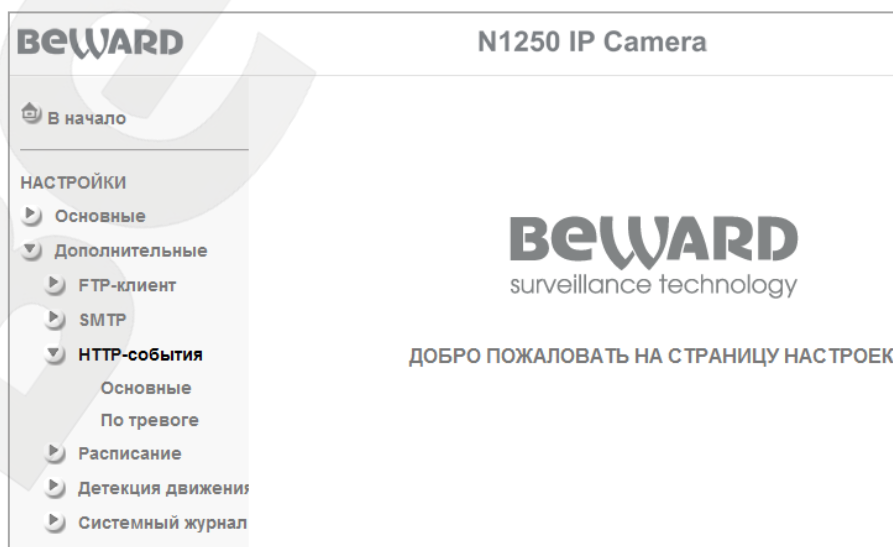 BEWARD
N1250 IP Camera
В начало
НАСТРОЙКИ
Основные
Дополнительные
FTP-клиент
SMTP
HTTP-события
Основные
По тревоге
Расписание
Детекция движения
Системный журнал
BEWARD
surveillance technology
ДОБРО ПОЖАЛОВАТЬ НА СТРАНИЦУ НАСТРОЕК